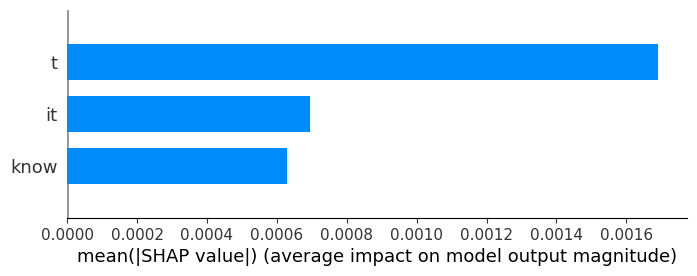 t
it
know
0.0000 0.0002 0.0004 0.0006 0.0008 0.0010 0.0012 0.0014 0.0016
mean(|SHAP value|) (average impact on model output magnitude)